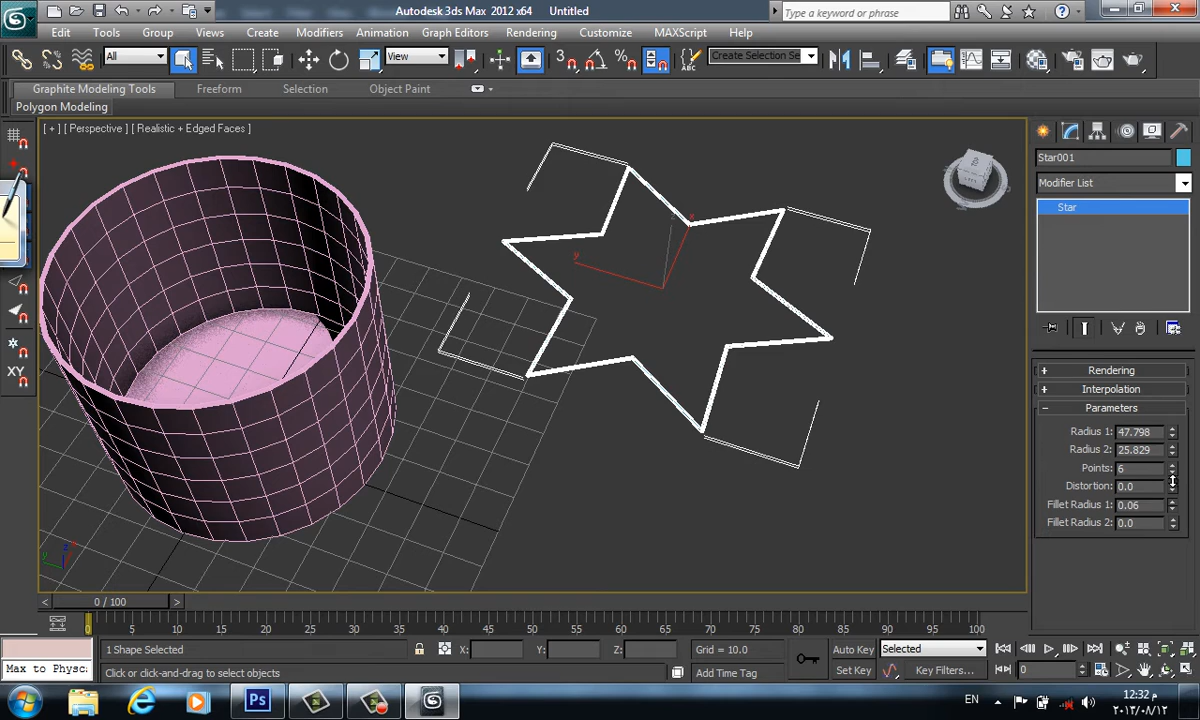 Autodesk 3ds Max 2012 x64 Untitled
Type a keyword or phrase
Edit Tools Group Views Create Modifiers Animation Graph Editors Rendering Customize MAXScript Help
All View 3 Create Selection Se
Graphite Modeling Tools Freeform Selection Object Paint
Polygon Modeling
[ + ] [ Perspective ] [ Realistic + Edged Faces ]
TOP
Star001
Modifier List
Star
x
y
XY
+ Rendering
+ Interpolation
- Parameters
Radius 1: 47.798
Radius 2: 25.829
Points: 6
Distortion: 0.0
Fillet Radius 1: 0.06
Fillet Radius 2: 0.0
z
y
< 0 / 100 >
0 5 10 15 20 25 30 35 40 45 50 55 60 65 70 75 80 85 90 95 100
1 Shape Selected X: Y: Z: Grid = 10.0 Auto Key Selected
Max to Physc Click or click-and-drag to select objects Add Time Tag Set Key Key Filters... 0
Ps EN 12:32 م
٢٠١٣/٠٨/١٢